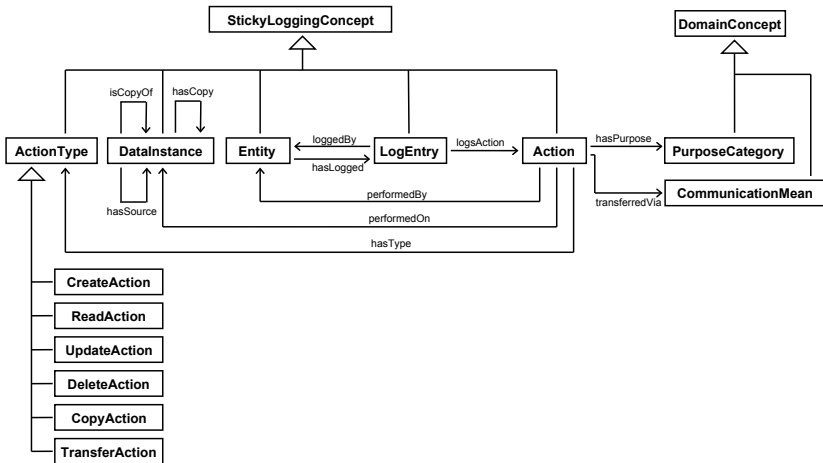 StickyLoggingConcept
DomainConcept
isCopyOf
hasCopy
ActionType
DataInstance
Entity
loggedBy
hasLogged
LogEntry
logsAction
Action
hasPurpose
PurposeCategory
transferredVia
CommunicationMean
hasSource
performedBy
performedOn
hasType
CreateAction
ReadAction
UpdateAction
DeleteAction
CopyAction
TransferAction